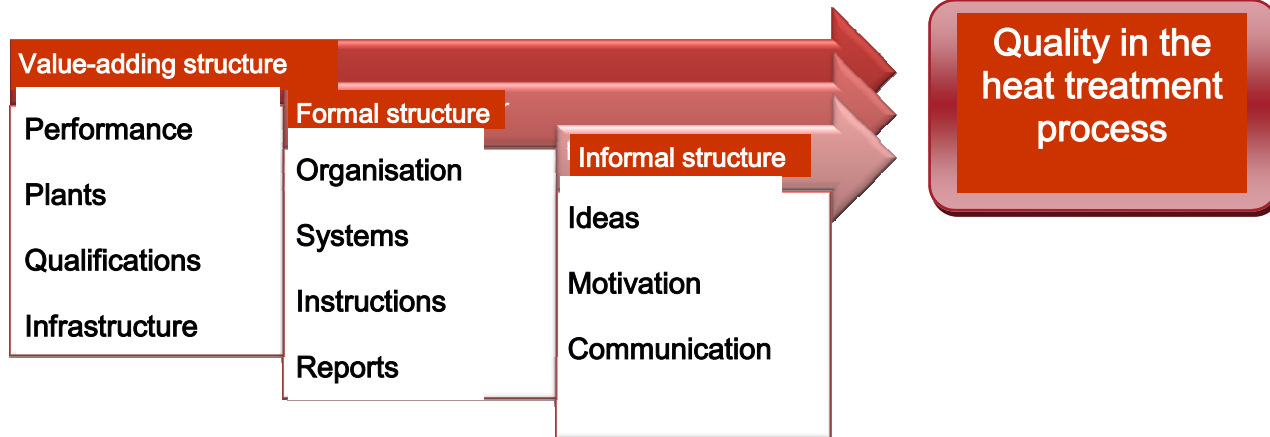 Value-adding structure
Performance
Plants
Qualifications
Infrastructure
Formal structure
Organisation
Systems
Instructions
Reports
Informal structure
Ideas
Motivation
Communication
Quality in the
heat treatment
process